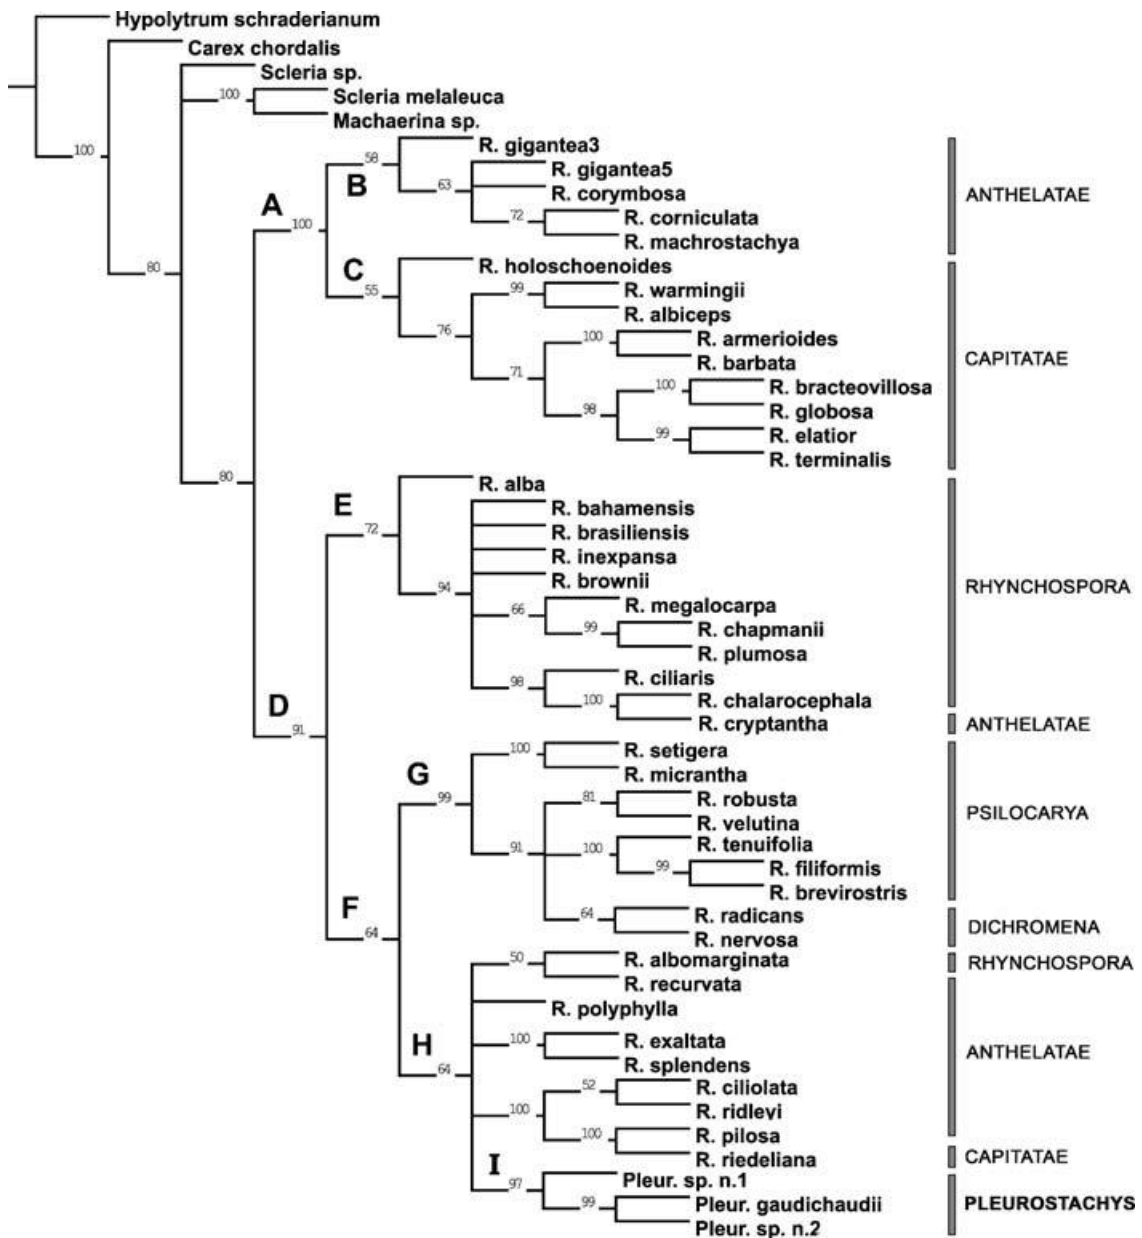 Hypolytrum schraderianum
Carex chordalis
Scleria sp.
100 Scleria melaleuca
Machaerina sp.
100
R. gigantea3
58
B
R. gigantea5
63
R. corymbosa
ANTHELATAE
A
72 R. corniculata
100
R. machrostachya
R. holoschoenoides
C
80
55
99 R. warmingii
R. albiceps
76
100 R. armerioides
CAPITATAE
R. barbata
71
100 R. bracteovillosa
98
R. globosa
99 R. elatior
R. terminalis
80
R. alba
E
R. bahamensis
72
R. brasiliensis
R. inexpansa
R. brownii
94
RHYNCHOSPORA
66 R. megalocarpa
99 R. chapmanii
R. plumosa
98 R. ciliaris
100 R. chalarocephala
D
R. cryptantha
ANTHELATAE
91
100 R. setigera
G
R. micrantha
99
81 R. robusta
PSILOCARYA
R. velutina
91
100 R. tenuifolia
99 R. filiformis
R. brevirostris
F
64 R. radicans
DICHROMENA
R. nervosa
64
50 R. albomarginata
RHYNCHOSPORA
R. recurvata
R. polyphylla
H
100 R. exaltata
ANTHELATAE
R. splendens
64
52 R. ciliolata
100
R. ridlevi
100 R. pilosa
R. riedeliana
CAPITATAE
I
97
Pleur. sp. n.1
99 Pleur. gaudichaudii
PLEUROSTACHYS
Pleur. sp. n.2